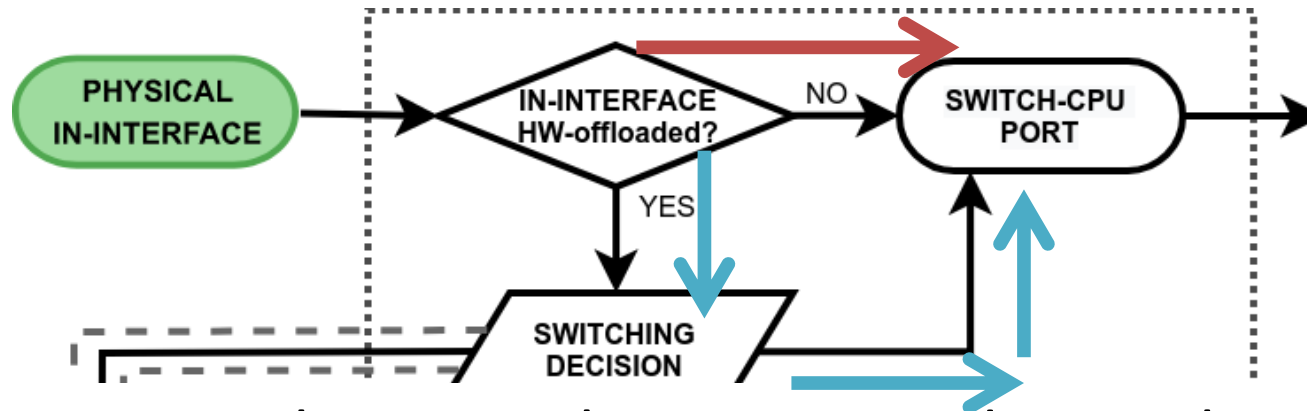 PHYSICAL
IN-INTERFACE
IN-INTERFACE
HW-offloaded?
NO
SWITCH-CPU
PORT
YES
SWITCHING
DECISION